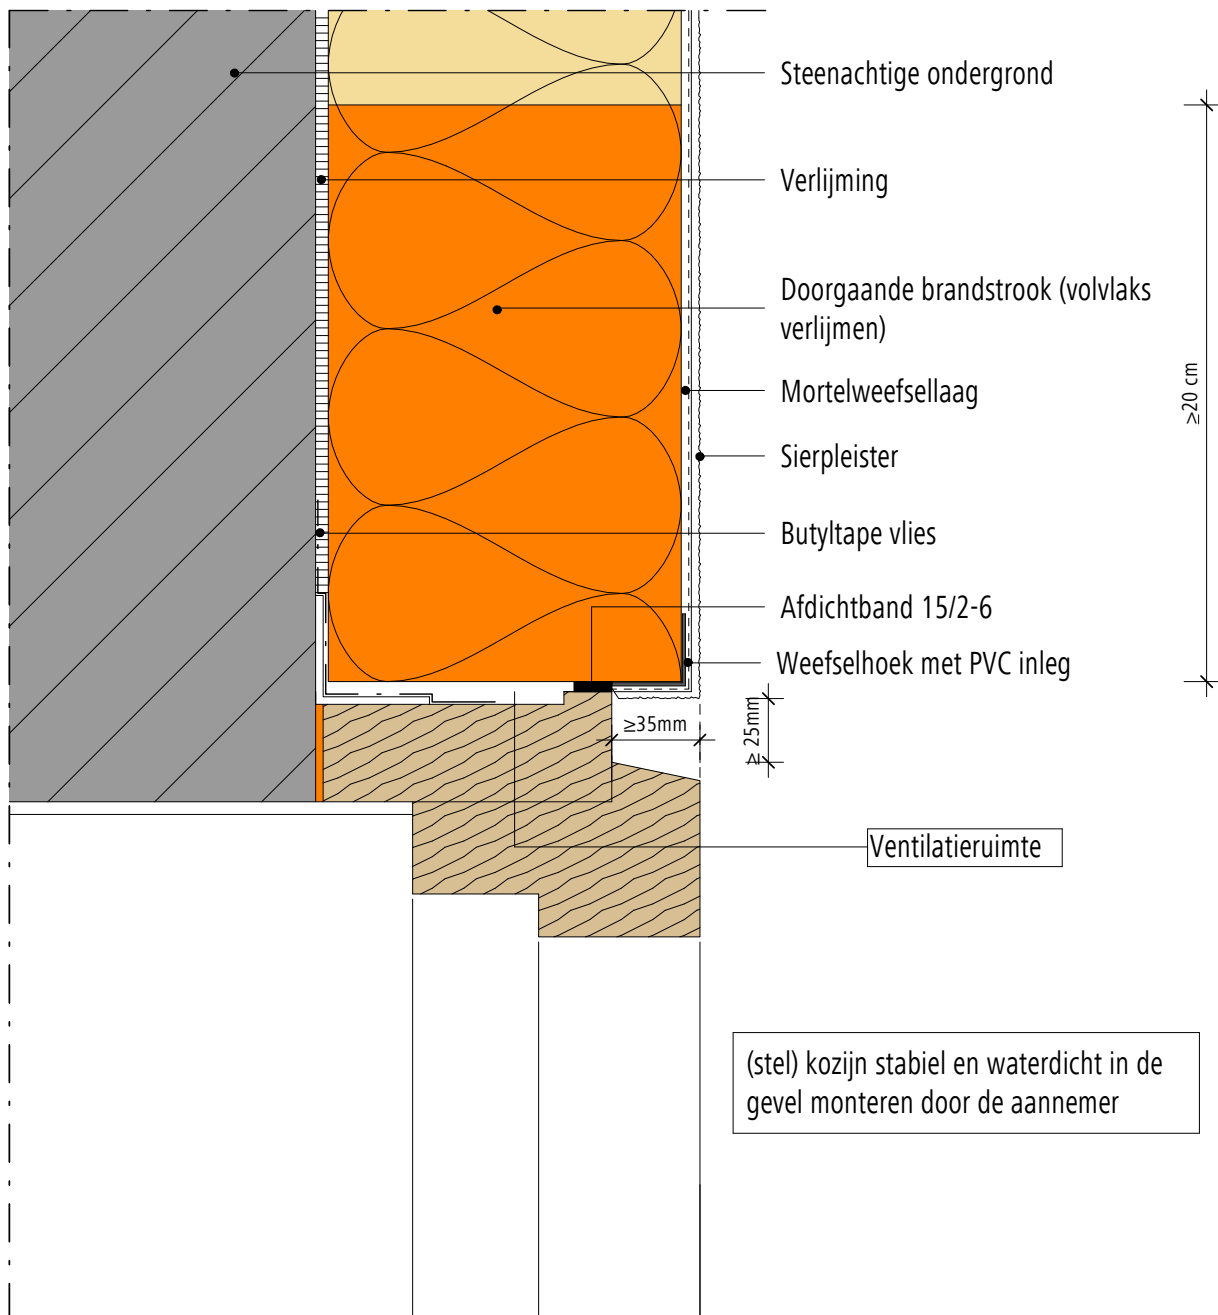 Steenachtige ondergrond
Verlijming
Doorgaande brandstrook (volvlaks
verlijmen)
≥20 cm
Mortelweefsellaag
Sierpleister
Butyltape vlies
Afdichtband 15/2-6
Weefselhoek met PVC inleg
≥35mm
≥ 25mm
Ventilatieruimte
(stel) kozijn stabiel en waterdicht in de
gevel monteren door de aannemer